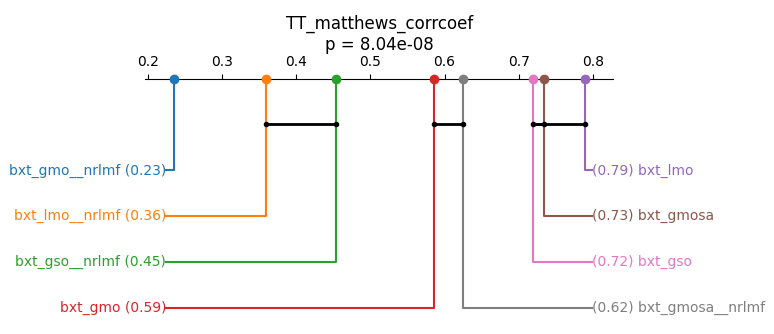 TT_matthews_corrcoef
p = 8.04e-08
0.2 0.3 0.4 0.5 0.6 0.7 0.8
bxt_gmo__nrlmf (0.23) (0.79) bxt_lmo
bxt_lmo__nrlmf (0.36) (0.73) bxt_gmosa
bxt_gso__nrlmf (0.45) (0.72) bxt_gso
bxt_gmo (0.59) (0.62) bxt_gmosa__nrlmf